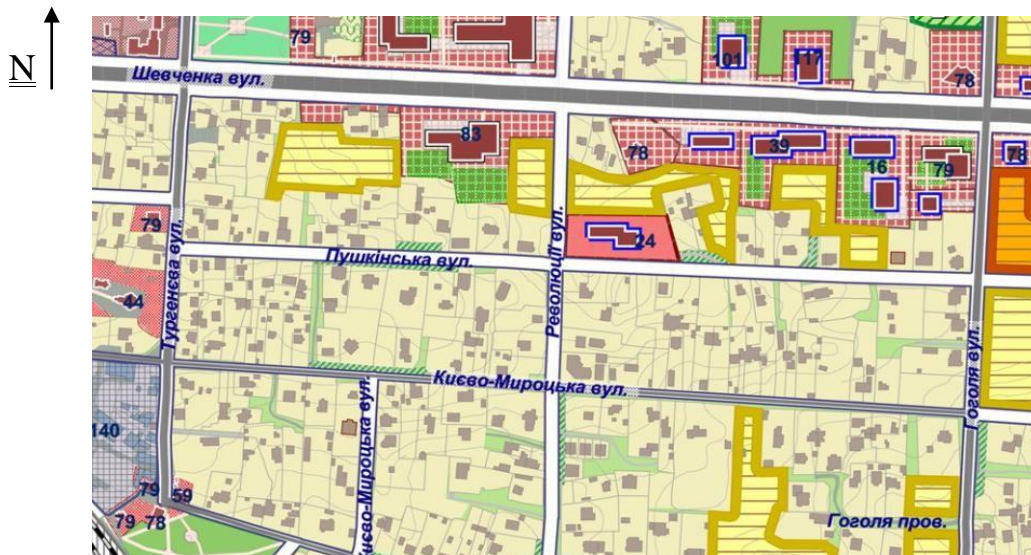 N
79
101
117
78
Шевченка вул.
83
78
39
16
79
78
79
24
Пушкінська вул.
Тургенєва вул.
Революції вул.
44
Києво-Мироцька вул.
Гоголя вул.
140
Києво-Мироцька вул.
79
59
79
78
Гоголя пров.